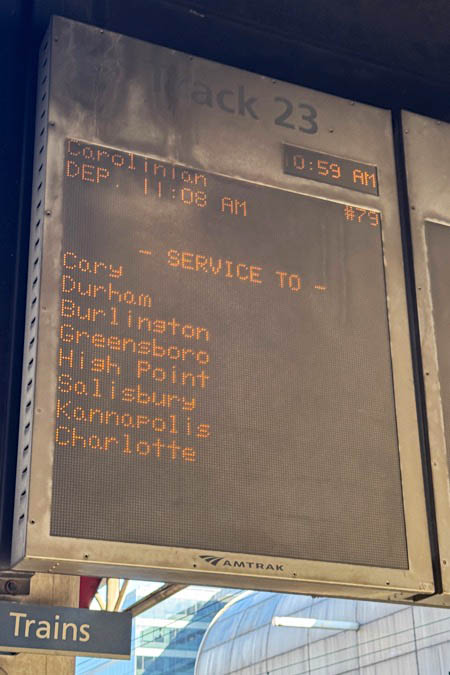 Track 23
0:59 AM
Carolinian
DEP 11:08 AM #79
- SERVICE TO -
Cary
Durham
Burlington
Greensboro
High Point
Salisbury
Kannapolis
Charlotte
AMTRAK
Trains